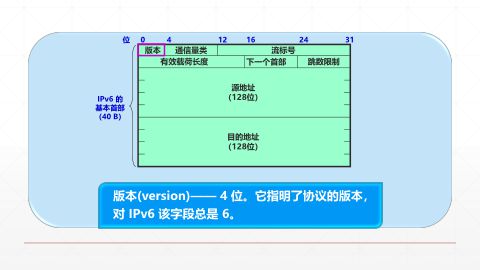 位 0 4 12 16 24 31
版本 通信量类 流标号
有效载荷长度 下一个首部 跳数限制
源地址
(128位)
IPv6 的
基本首部
(40 B)
目的地址
(128位)
版本(version)—— 4 位。它指明了协议的版本，
对 IPv6 该字段总是 6。